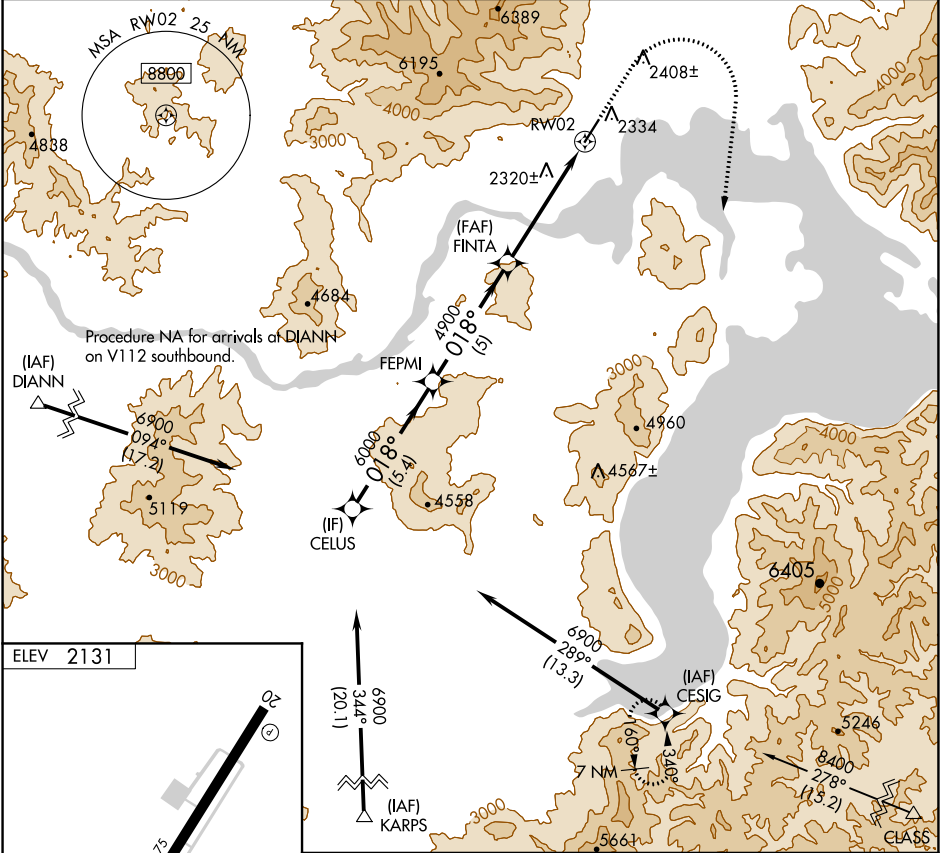 MSA RW02 25 NM
8800
6389
6195
4000
3000
4838
2408±
4000
RW02
2334
2320±
(FAF)
FINTA
4684
4900
018°
(5)
Procedure NA for arrivals at DIANN
on V112 southbound.
(IAF)
DIANN
FEPMI
3000
6900
094°
(17.2)
6000
018°
(5.4)
4960
4567±
4000
5119
4558
(IF)
CELUS
3000
6405
5000
6900
289°
(13.3)
ELEV 2131
20
P
75
6900
344°
(20.1)
(IAF)
CESIG
160°
340°
7 NM
5246
8400
278°
(15.2)
(IAF)
KARPS
3000
CLASS
5661